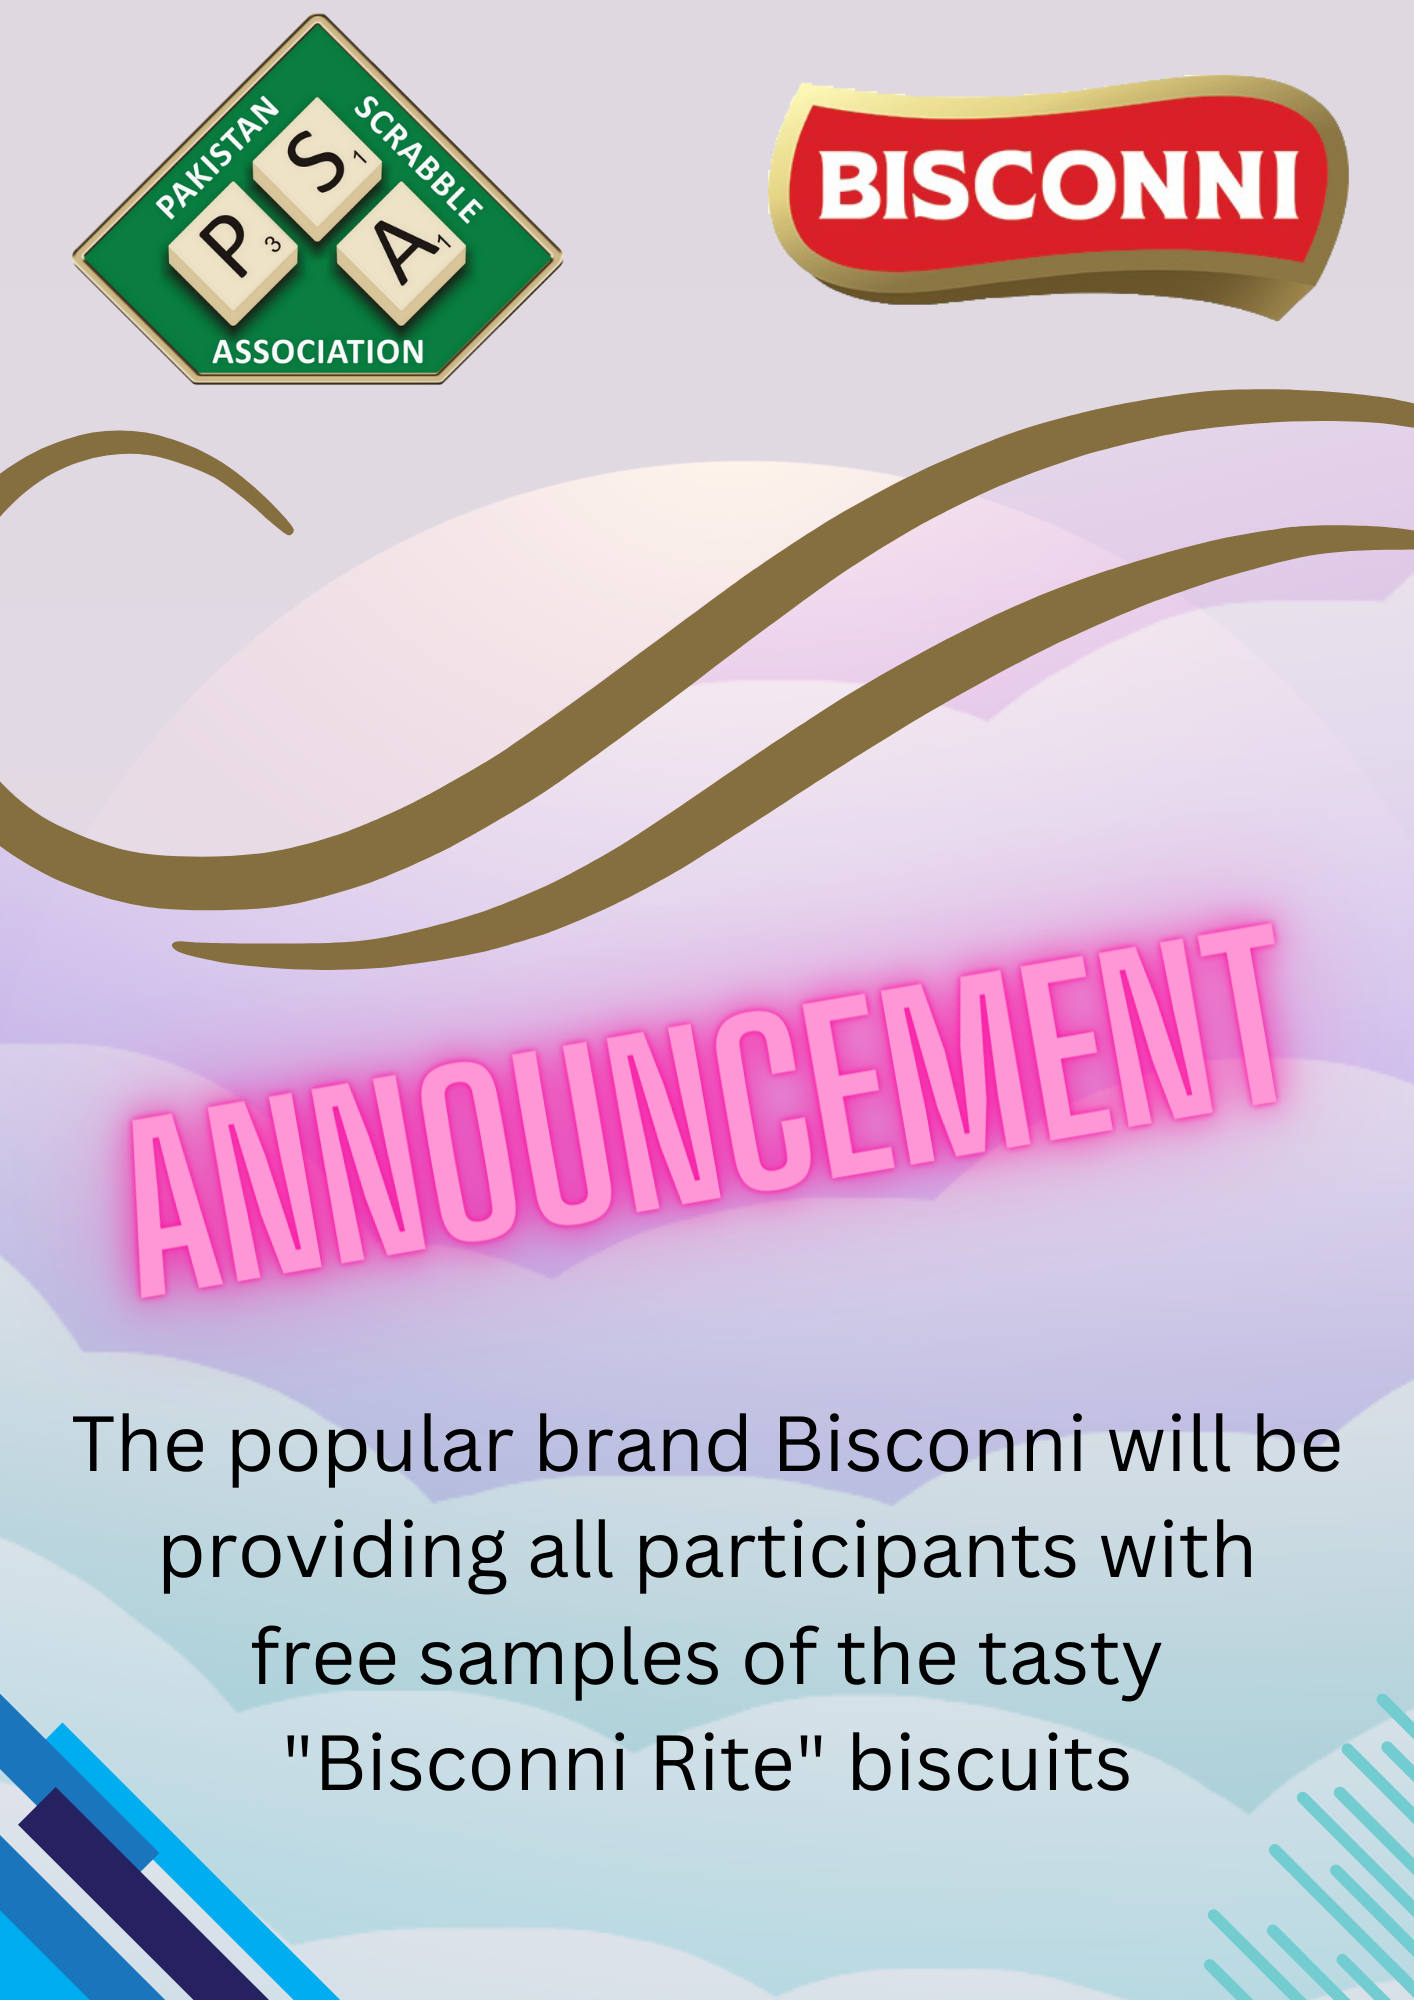 PAKISTAN SCRABBLE
S 1
P 3 A 1
ASSOCIATION
BISCONNI
ANNOUNCEMENT
The popular brand Bisconni will be
providing all participants with
free samples of the tasty
"Bisconni Rite" biscuits